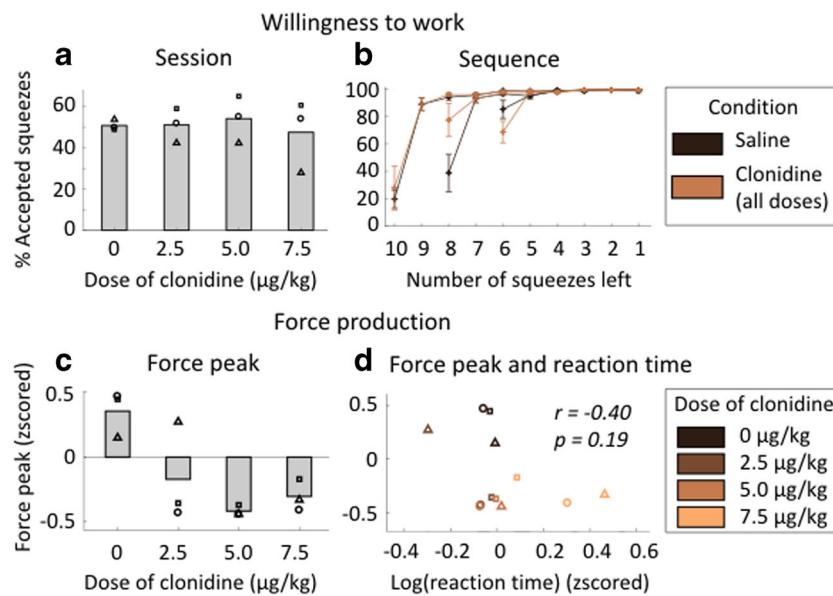 Willingness to work
a Session
b Sequence
% Accepted squeezes
60
40
20
0
0 2.5 5.0 7.5
Dose of clonidine (µg/kg)
100
80
60
40
20
0
10 9 8 7 6 5 4 3 2 1
Number of squeezes left
Condition
Saline
Clonidine
(all doses)
Force production
c Force peak
d Force peak and reaction time
Force peak (zscored)
0.5
0
-0.5
0 2.5 5.0 7.5
Dose of clonidine (µg/kg)
0.5
0
-0.5
r = -0.40
p = 0.19
-0.4 -0.2 0 0.2 0.4 0.6
Log(reaction time) (zscored)
Dose of clonidine
0 µg/kg
2.5 µg/kg
5.0 µg/kg
7.5 µg/kg